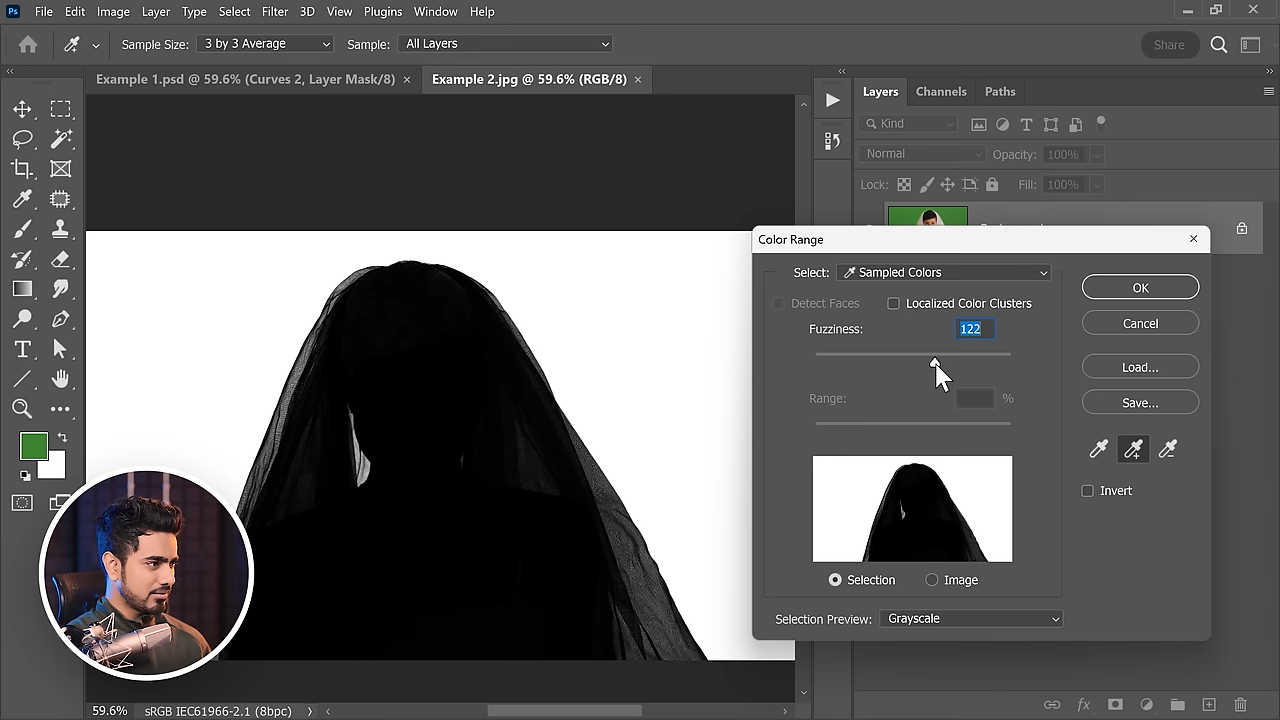 Ps File Edit Image Layer Type Select Filter 3D View Plugins Window Help
Sample Size: 3 by 3 Average Sample: All Layers Share
Example 1.psd @ 59.6% (Curves 2, Layer Mask/8) × Example 2.jpg @ 59.6% (RGB/8) ×
Layers Channels Paths
Kind
Normal Opacity: 100%
Lock: Fill: 100%
Color Range
Select: Sampled Colors
OK
Detect Faces Localized Color Clusters
Fuzziness: 122
Cancel
Load...
Range: %
Save...
Invert
Selection Image
Selection Preview: Grayscale
59.6% sRGB IEC61966-2.1 (8bpc)
fx